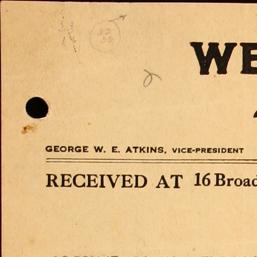 WE
GEORGE W. E. ATKINS, VICE-PRESIDENT
RECEIVED AT 16 Broad